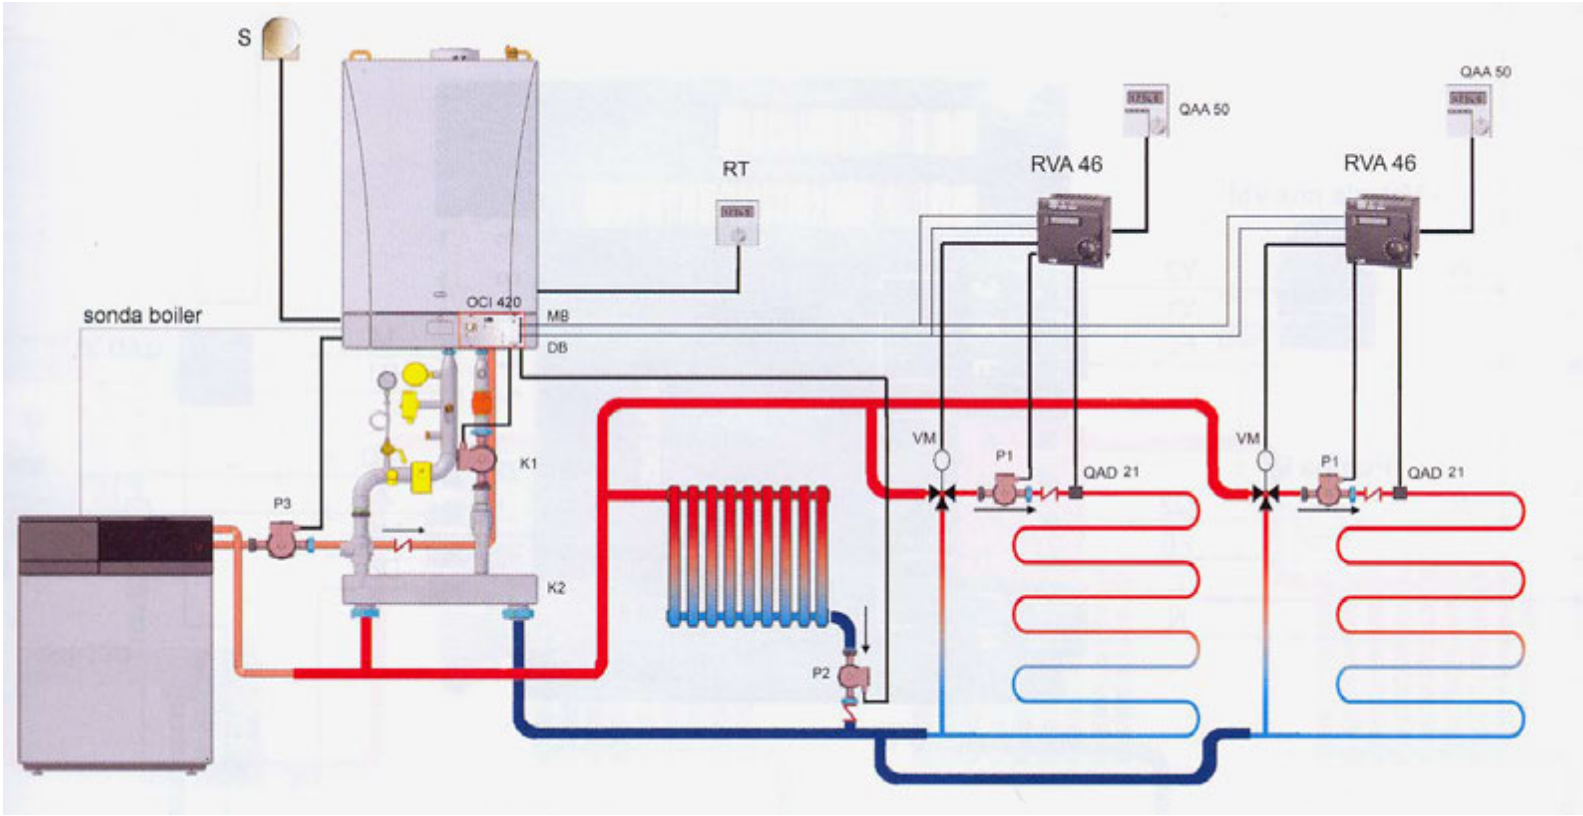 S
QAA 50
QAA 50
RT
RVA 46
RVA 46
OCI 420
sonda boiler
MB
DB
VM
P1
QAD 21
VM
P1
QAD 21
K1
P3
K2
P2